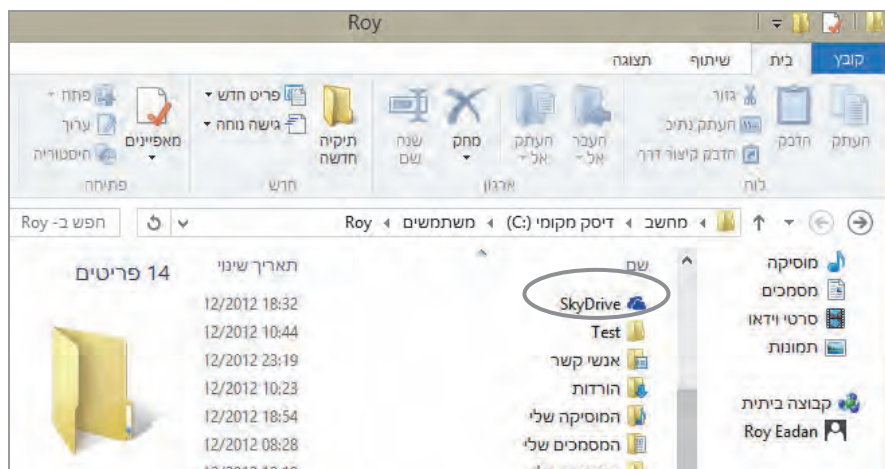 Roy
קובץ בית שיתוף תצוגה
העתק
הדבק
גזור
העתק נתיב
הדבק קיצור דרך
לוח
העבר אל
העתק אל
מחק
שנה שם
ארגון
תיקיה חדשה
פריט חדש
גישה נוחה
חדש
מאפיינים
פתח
ערוך
היסטוריה
פתיחה
מחשב דיסק מקומי (C:) משתמשים Roy
חפש ב- Roy
מוסיקה
מסמכים
סרטי וידאו
תמונות
קבוצה ביתית
Roy Eadan
שם תאריך שינוי
SkyDrive 12/2012 18:32
Test 12/2012 10:44
אנשי קשר 12/2012 23:19
הורדות 12/2012 10:23
המוסיקה שלי 12/2012 18:54
המסמכים שלי 12/2012 08:28
14 פריטים